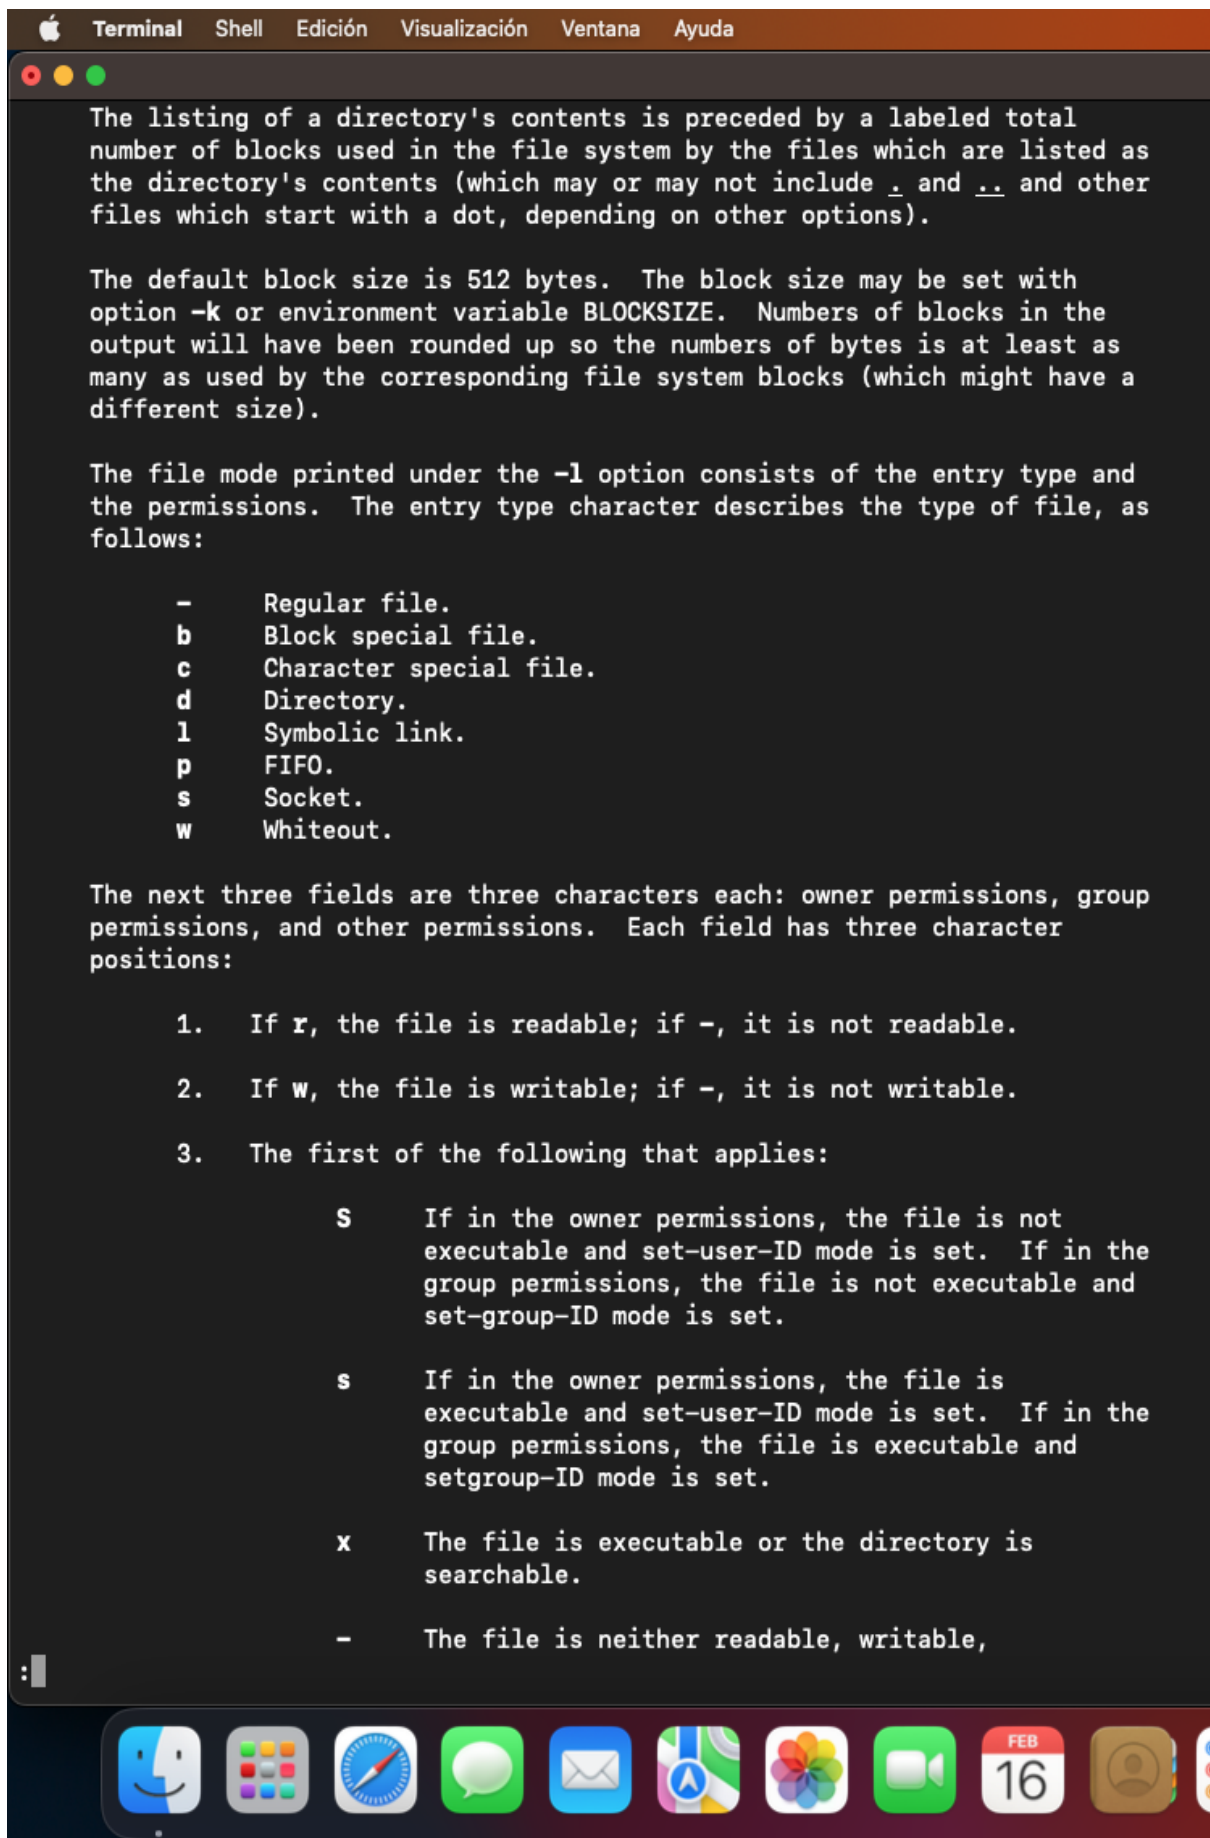 Terminal Shell Edición Visualización Ventana Ayuda
The listing of a directory's contents is preceded by a labeled total
number of blocks used in the file system by the files which are listed as
the directory's contents (which may or may not include . and .. and other
files which start with a dot, depending on other options).
The default block size is 512 bytes.  The block size may be set with
option -k or environment variable BLOCKSIZE.  Numbers of blocks in the
output will have been rounded up so the numbers of bytes is at least as
many as used by the corresponding file system blocks (which might have a
different size).
The file mode printed under the -l option consists of the entry type and
the permissions.  The entry type character describes the type of file, as
follows:
-     Regular file.
b     Block special file.
c     Character special file.
d     Directory.
l     Symbolic link.
p     FIFO.
s     Socket.
w     Whiteout.
The next three fields are three characters each: owner permissions, group
permissions, and other permissions.  Each field has three character
positions:
1.   If r, the file is readable; if -, it is not readable.
2.   If w, the file is writable; if -, it is not writable.
3.   The first of the following that applies:
S     If in the owner permissions, the file is not
executable and set-user-ID mode is set.  If in the
group permissions, the file is not executable and
set-group-ID mode is set.
s     If in the owner permissions, the file is
executable and set-user-ID mode is set.  If in the
group permissions, the file is executable and
setgroup-ID mode is set.
x     The file is executable or the directory is
searchable.
-     The file is neither readable, writable,
:
FEB
16